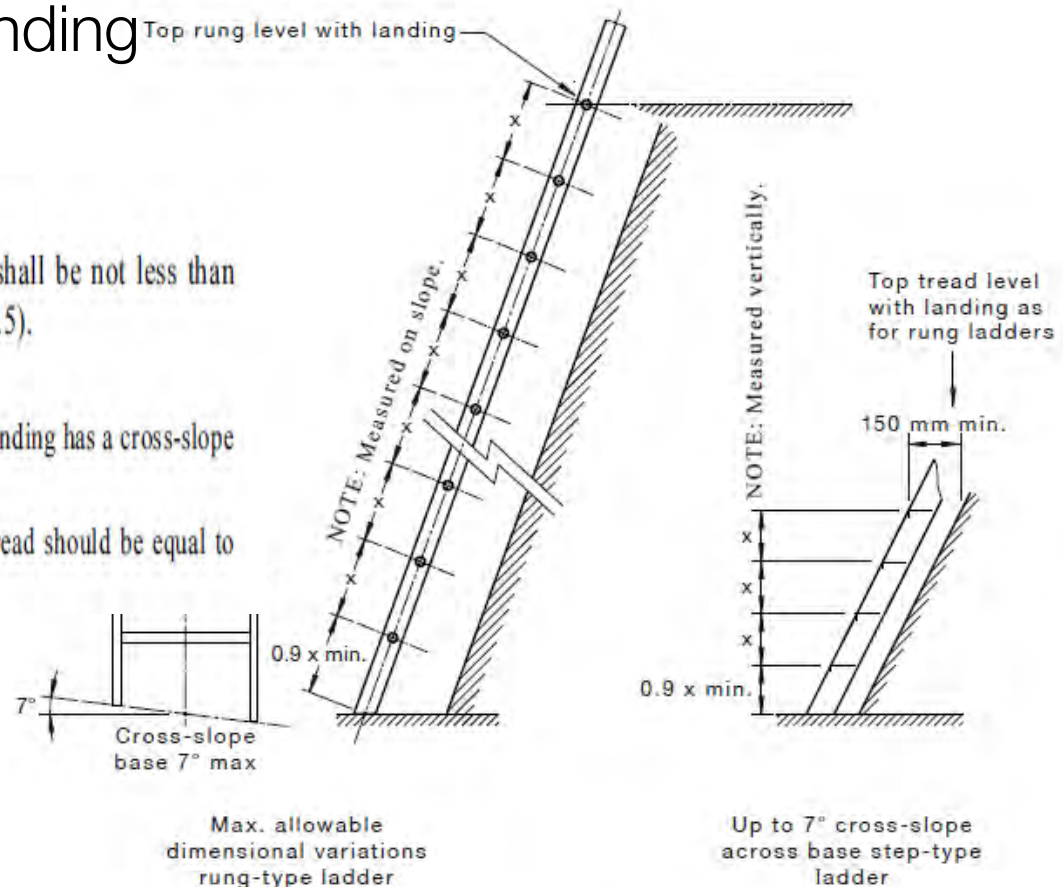 nding
Top rung level with landing
shall be not less than
.5).
nding has a cross-slope
read should be equal to
x
x
x
x
x
x
x
NOTE: Measured on slope.
0.9 x min.
7°
Cross-slope
base 7° max
Max. allowable
dimensional variations
rung-type ladder
NOTE: Measured vertically.
Top tread level
with landing as
for rung ladders
150 mm min.
x
x
x
0.9 x min.
Up to 7° cross-slope
across base step-type
ladder